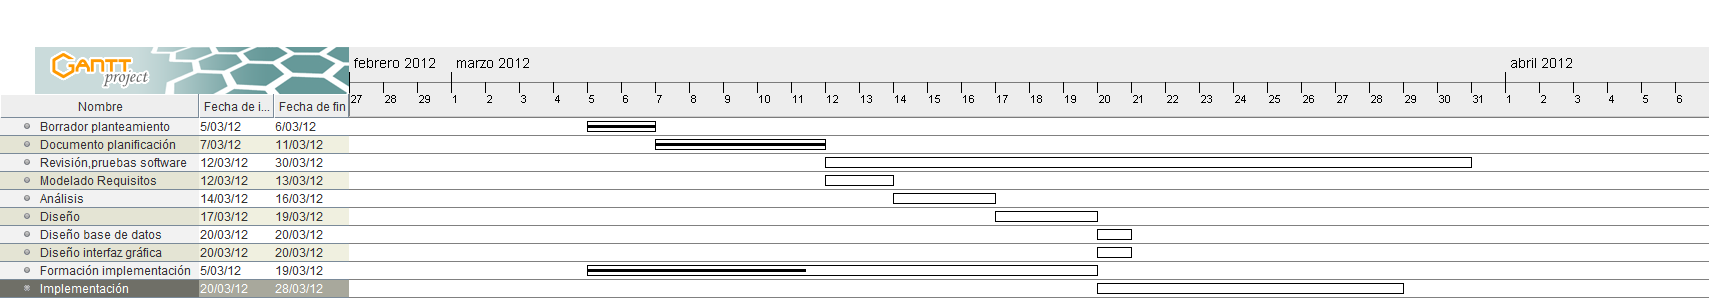 GANTT project
febrero 2012 marzo 2012 abril 2012
27 28 29 1 2 3 4 5 6 7 8 9 10 11 12 13 14 15 16 17 18 19 20 21 22 23 24 25 26 27 28 29 30 31 1 2 3 4 5 6
Nombre Fecha de i... Fecha de fin
Borrador planteamiento 5/03/12 6/03/12
Documento planificación 7/03/12 11/03/12
Revisión,pruebas software 12/03/12 30/03/12
Modelado Requisitos 12/03/12 13/03/12
Análisis 14/03/12 16/03/12
Diseño 17/03/12 19/03/12
Diseño base de datos 20/03/12 20/03/12
Diseño interfaz gráfica 20/03/12 20/03/12
Formación implementación 5/03/12 19/03/12
Implementación 20/03/12 28/03/12